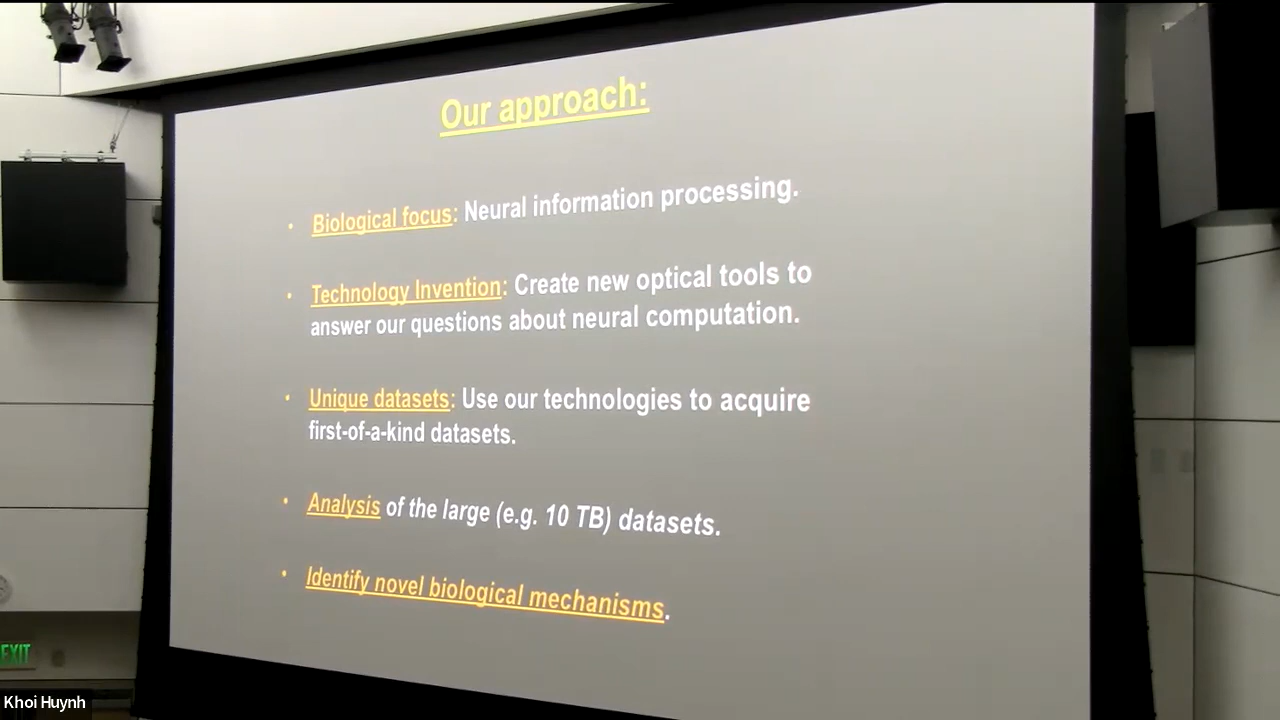 Our approach:
• Biological focus: Neural information processing.
• Technology Invention: Create new optical tools to
answer our questions about neural computation.
• Unique datasets: Use our technologies to acquire
first-of-a-kind datasets.
• Analysis of the large (e.g. 10 TB) datasets.
• Identify novel biological mechanisms.
EXIT
Khoi Huynh